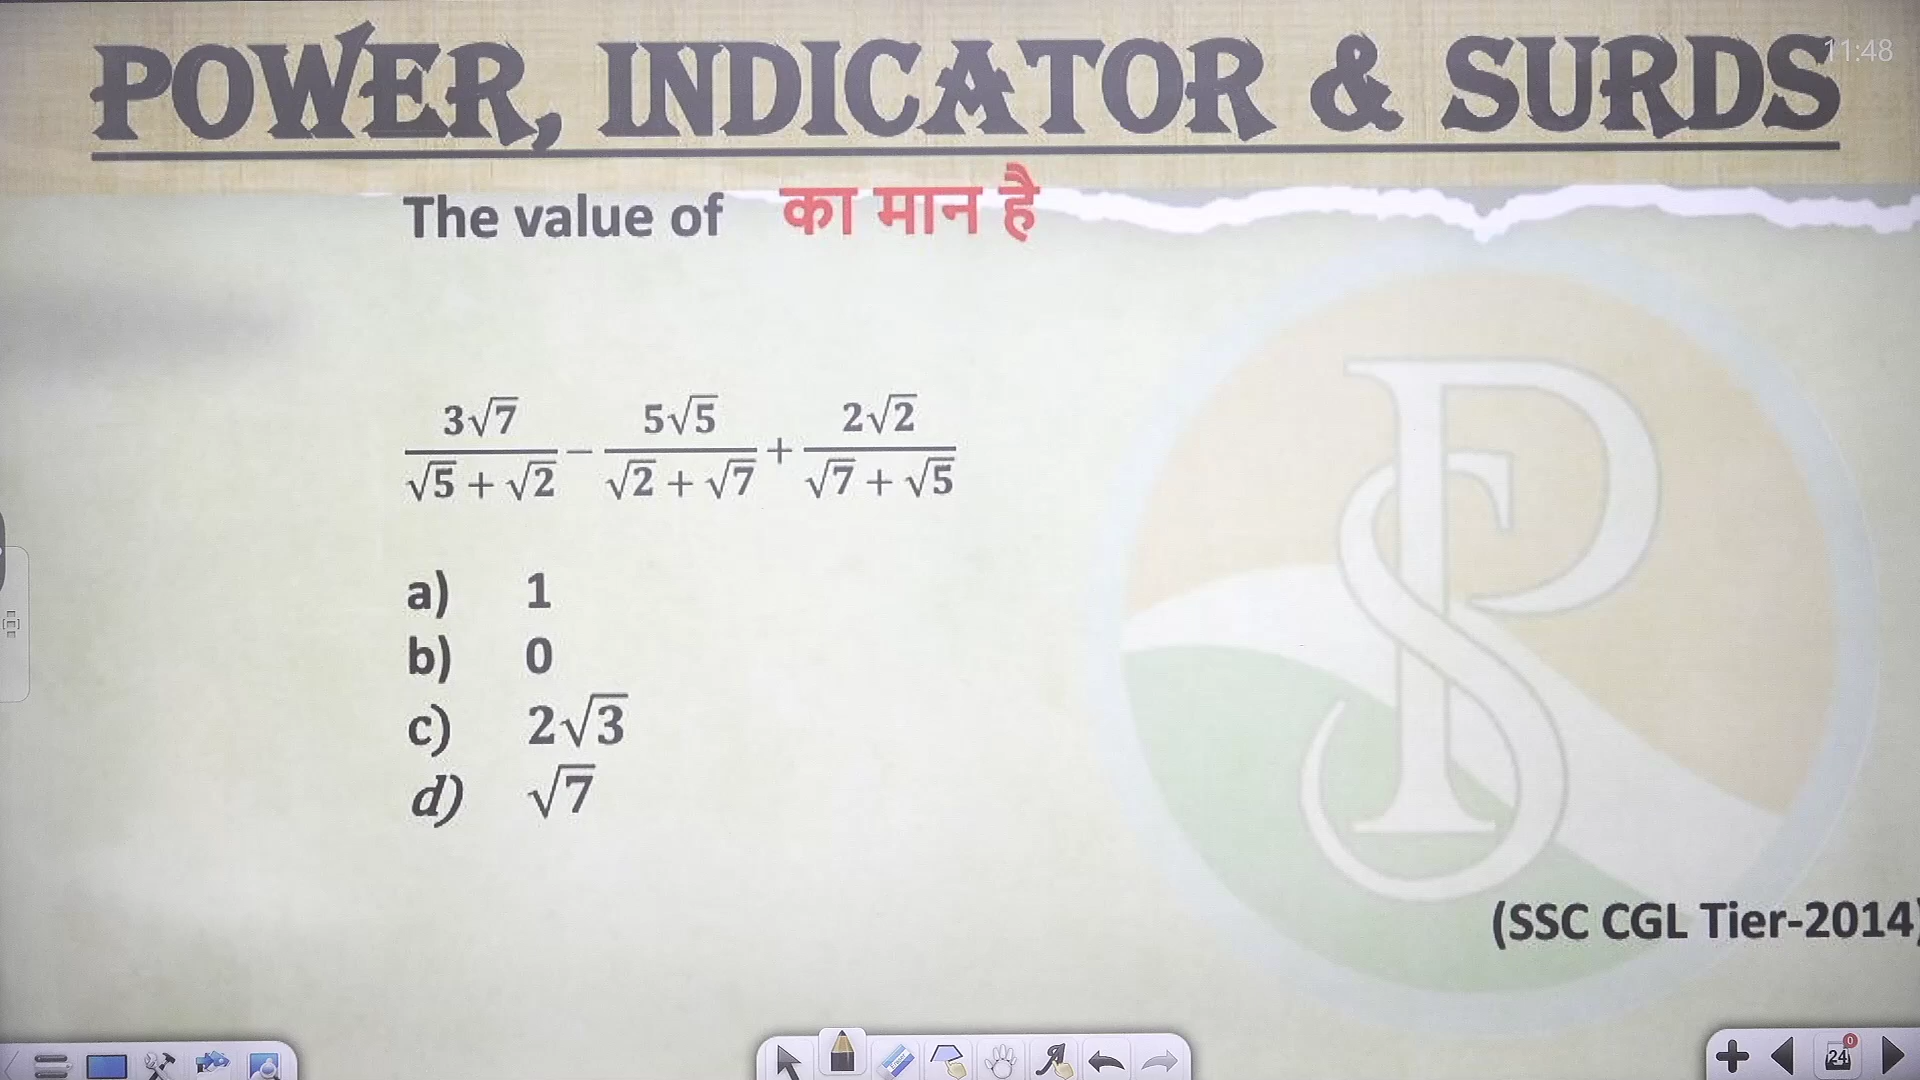 POWER, INDICATOR & SURDS
11:48
The value of का मान है
3√7/(√5 + √2) − 5√5/(√2 + √7) + 2√2/(√7 + √5)
a) 1
b) 0
c) 2√3
d) √7
(SSC CGL Tier-2014)
24
0